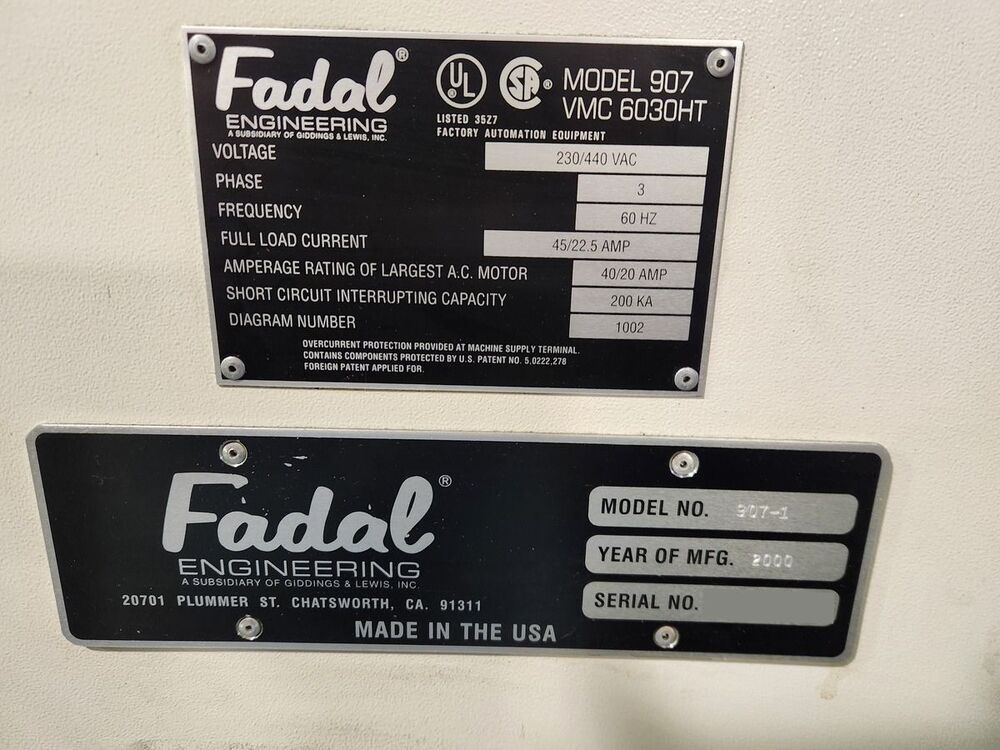 Fadal®
ENGINEERING
A SUBSIDIARY OF GIDDINGS & LEWIS, INC.
UL ®
LISTED 35Z7
SA ®
FACTORY AUTOMATION EQUIPMENT
MODEL 907
VMC 6030HT
VOLTAGE 230/440 VAC
PHASE 3
FREQUENCY 60 HZ
FULL LOAD CURRENT 45/22.5 AMP
AMPERAGE RATING OF LARGEST A.C. MOTOR 40/20 AMP
SHORT CIRCUIT INTERRUPTING CAPACITY 200 KA
DIAGRAM NUMBER 1002
OVERCURRENT PROTECTION PROVIDED AT MACHINE SUPPLY TERMINAL.
CONTAINS COMPONENTS PROTECTED BY U.S. PATENT NO. 5,0222,278
FOREIGN PATENT APPLIED FOR.
Fadal®
ENGINEERING
A SUBSIDIARY OF GIDDINGS & LEWIS, INC.
20701 PLUMMER ST. CHATSWORTH, CA. 91311
MADE IN THE USA
MODEL NO. 907-1
YEAR OF MFG. 2000
SERIAL NO.